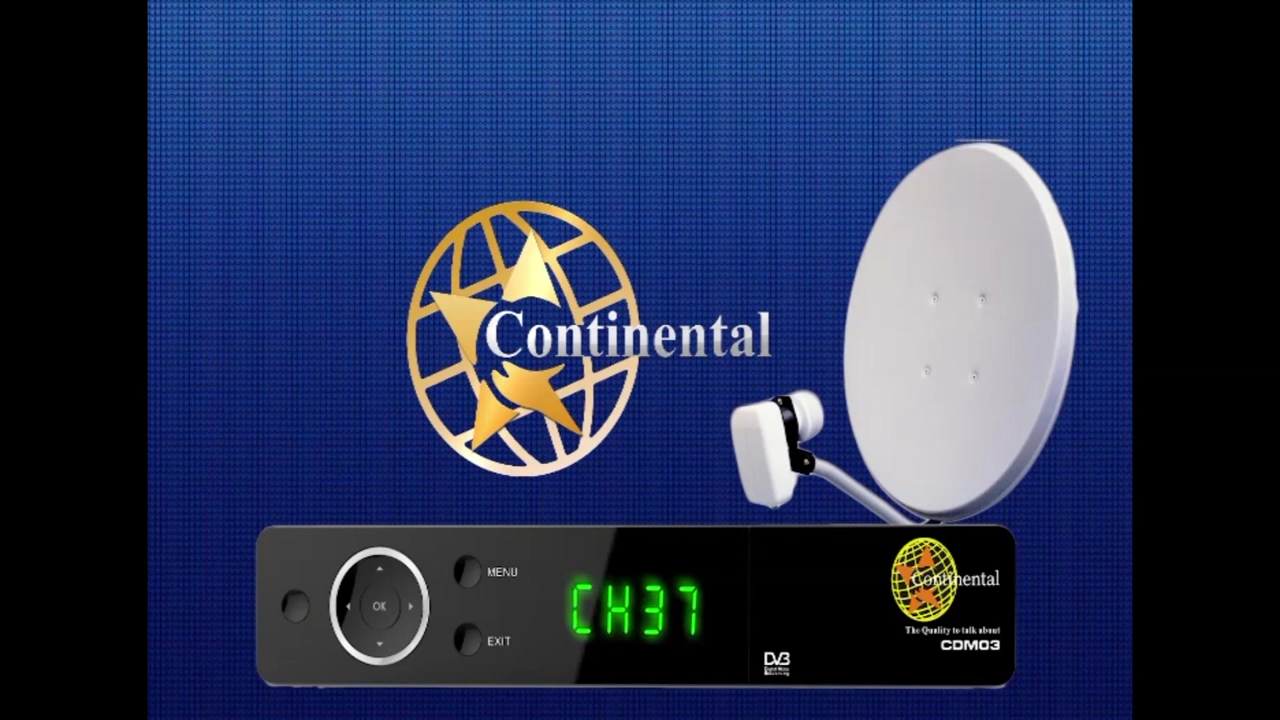 Continental
MENU
OK
CH37
EXIT
Continental
The Quality to talk about
CDM03
DVB